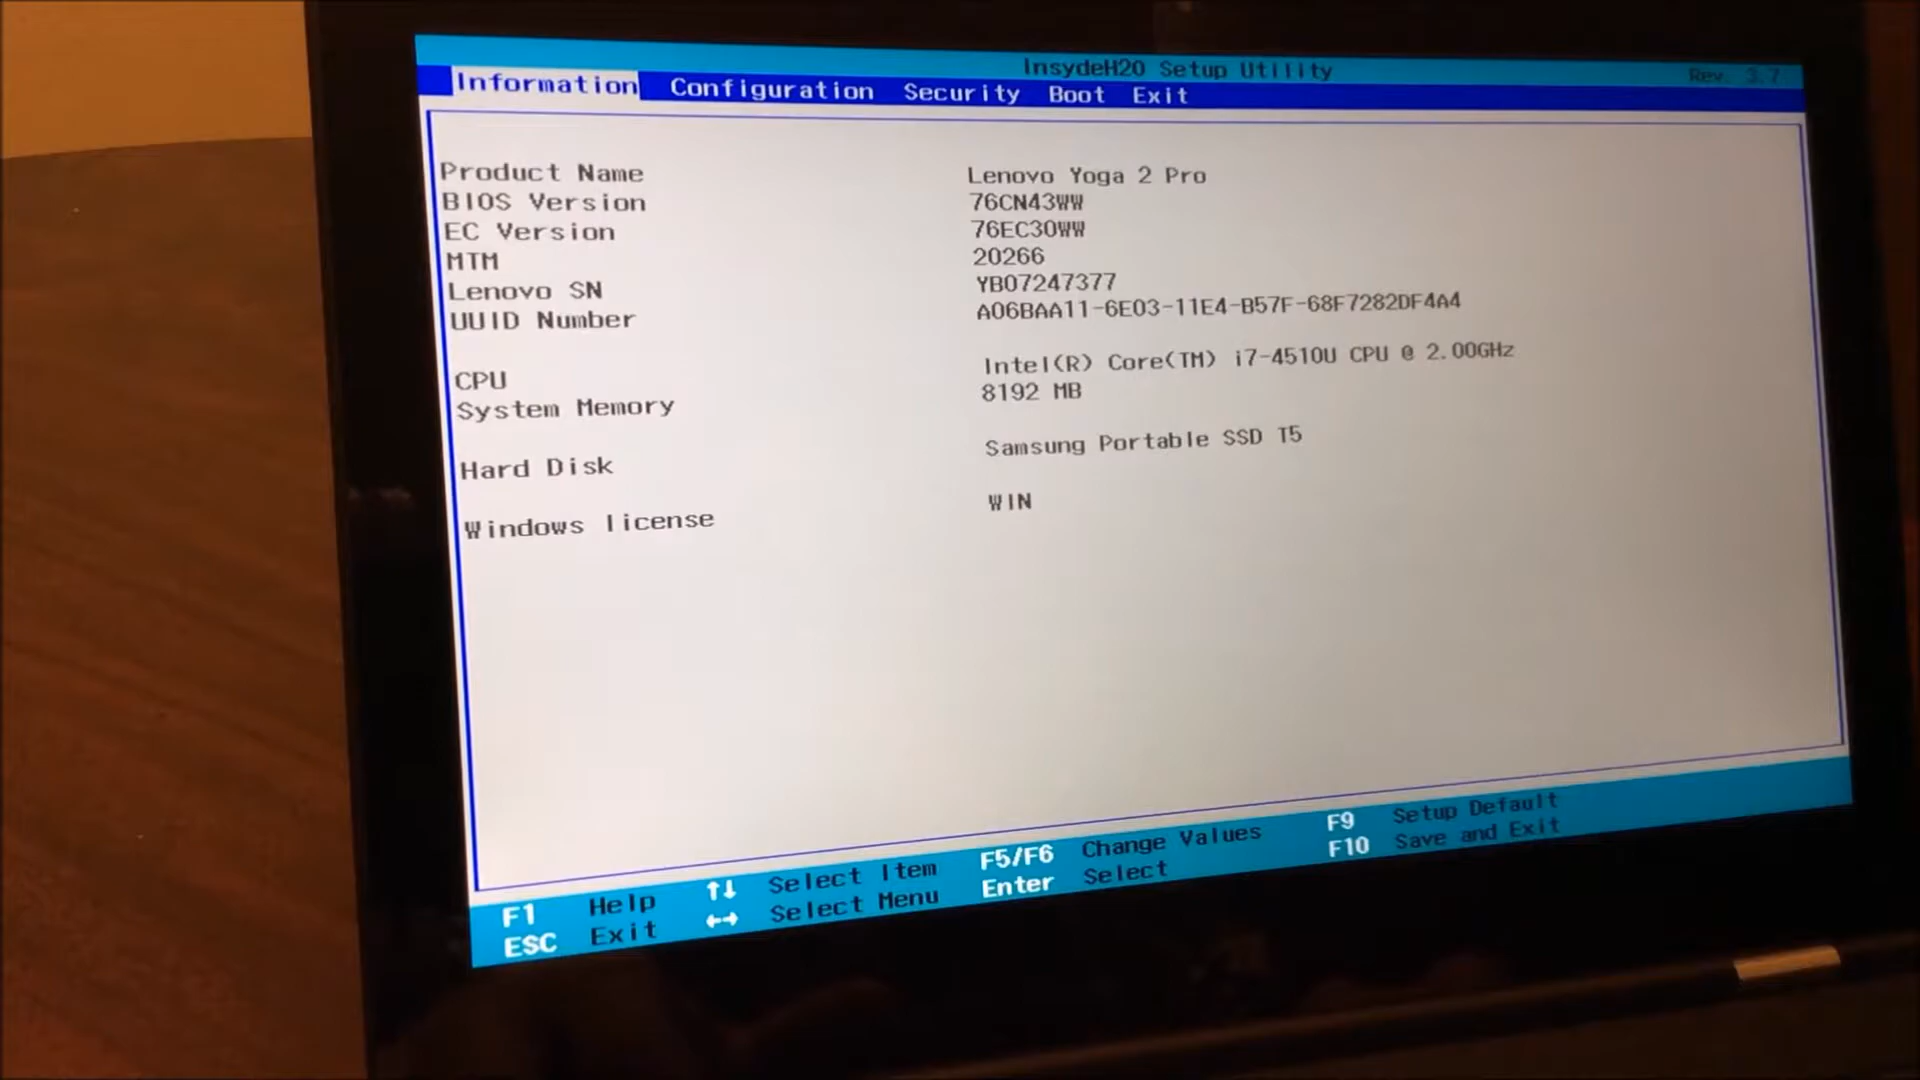 InsydeH20 Setup Utility Rev. 3.7
Information Configuration Security Boot Exit
Product Name Lenovo Yoga 2 Pro
BIOS Version 76CN43WW
EC Version 76EC30WW
MTM 20266
Lenovo SN YB07247377
UUID Number A06BAA11-6E03-11E4-B57F-68F7282DF4A4
CPU Intel(R) Core(TM) i7-4510U CPU @ 2.00GHz
System Memory 8192 MB
Hard Disk Samsung Portable SSD T5
Windows license WIN
F1 Help ↑↓ Select Item F5/F6 Change Values F9 Setup Default
ESC Exit ←→ Select Menu Enter Select F10 Save and Exit